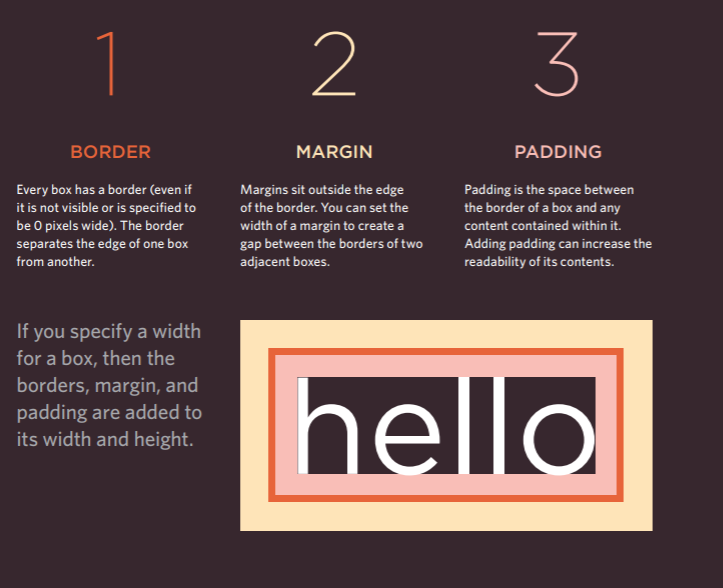 1
BORDER
Every box has a border (even if
it is not visible or is specified to
be 0 pixels wide). The border
separates the edge of one box
from another.
2
MARGIN
Margins sit outside the edge
of the border. You can set the
width of a margin to create a
gap between the borders of two
adjacent boxes.
3
PADDING
Padding is the space between
the border of a box and any
content contained within it.
Adding padding can increase the
readability of its contents.
If you specify a width
for a box, then the
borders, margin, and
padding are added to
its width and height.
hello